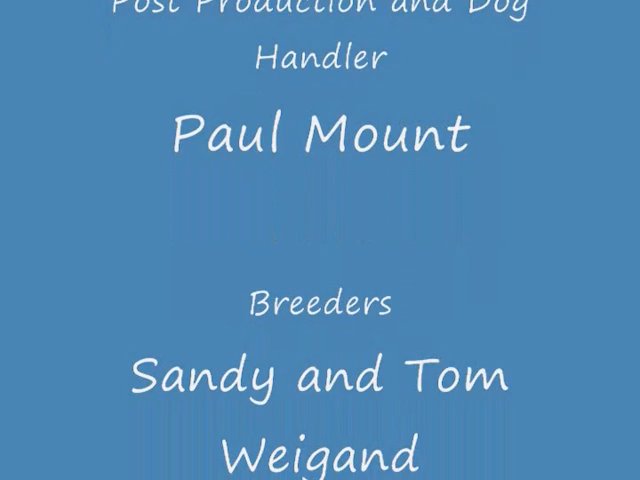 Post Production and Dog
Handler
Paul Mount
Breeders
Sandy and Tom
Weigand